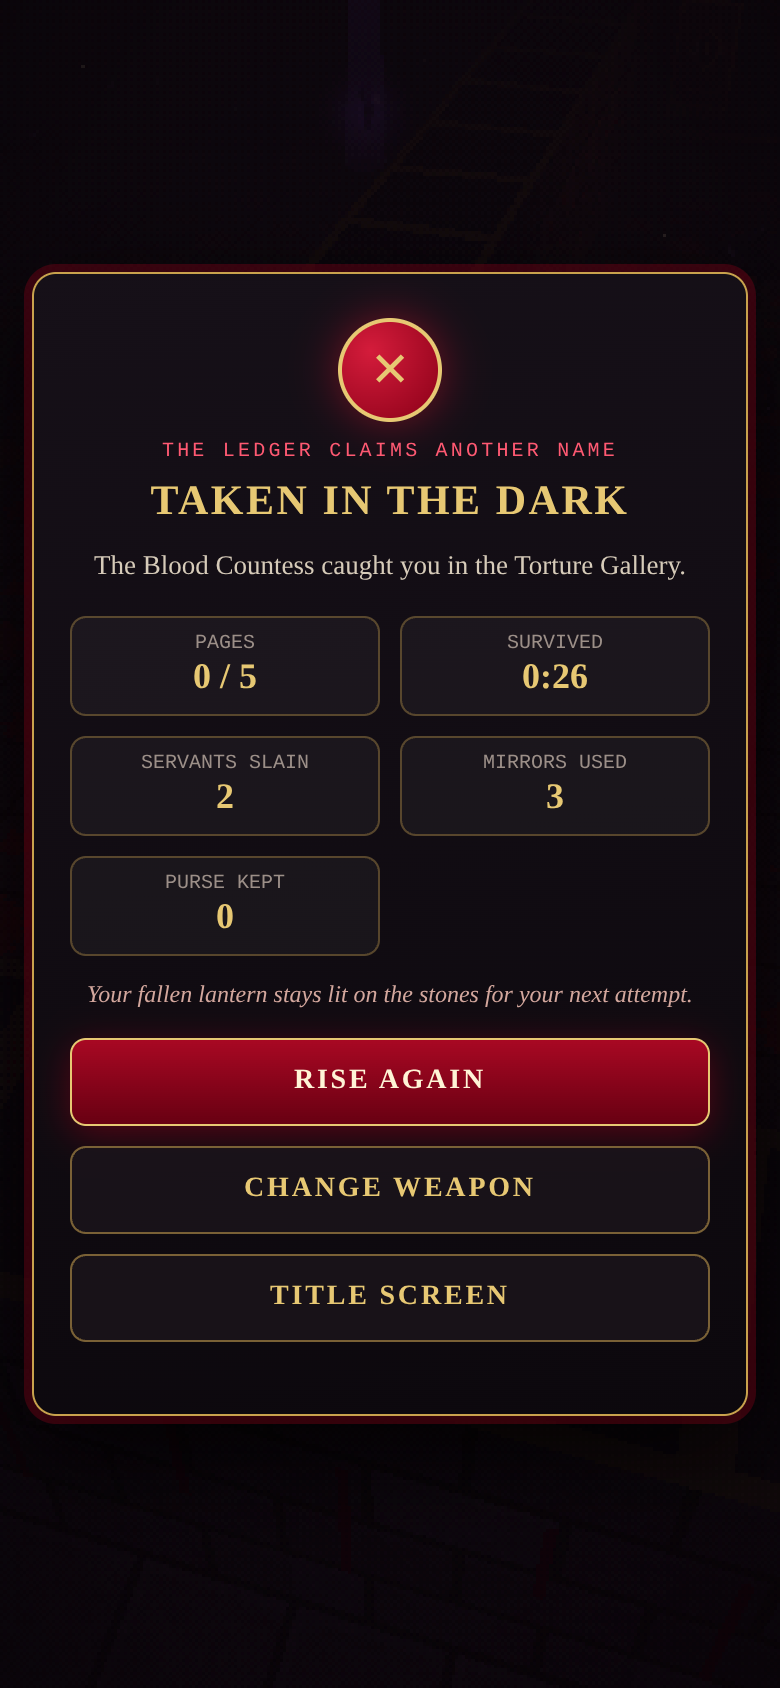 THE LEDGER CLAIMS ANOTHER NAME
TAKEN IN THE DARK
The Blood Countess caught you in the Torture Gallery.
PAGES
0 / 5
SURVIVED
0:26
SERVANTS SLAIN
2
MIRRORS USED
3
PURSE KEPT
0
Your fallen lantern stays lit on the stones for your next attempt.
RISE AGAIN
CHANGE WEAPON
TITLE SCREEN